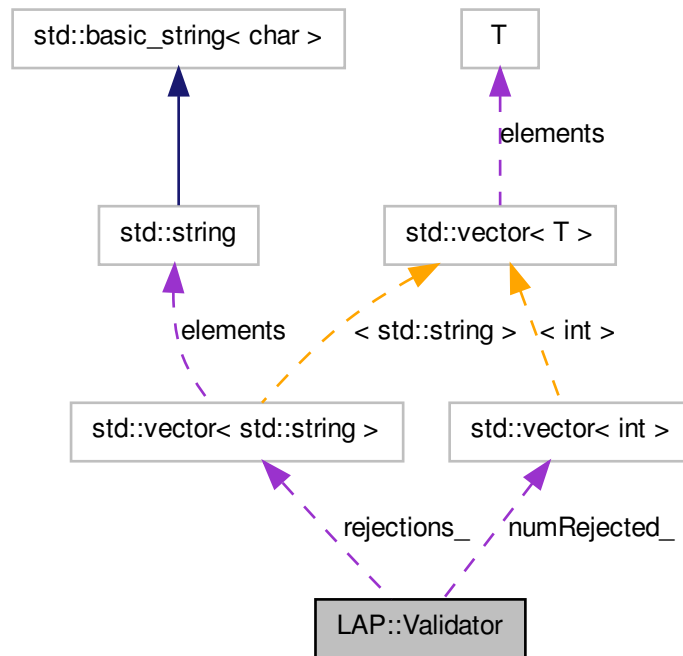 std::basic_string< char >
T
elements
std::string
std::vector< T >
elements
< std::string >
< int >
std::vector< std::string >
std::vector< int >
rejections_
numRejected_
LAP::Validator